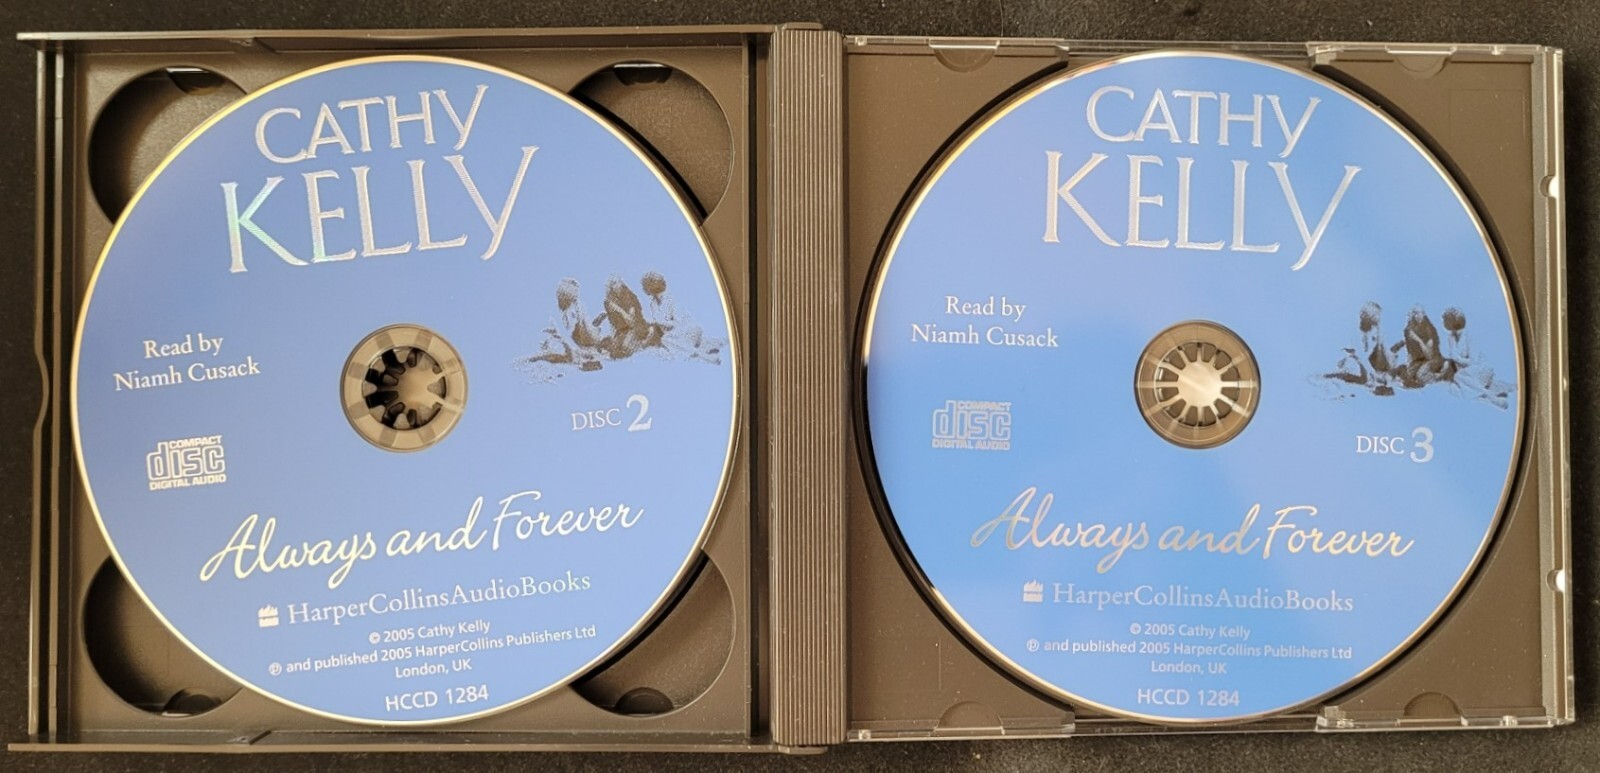 CATHY
KELLY
Read by
Niamh Cusack
DISC 2
COMPACT
disc
DIGITAL AUDIO
Always and Forever
HarperCollinsAudioBooks
© 2005 Cathy Kelly
℗ and published 2005 HarperCollins Publishers Ltd
London, UK
HCCD 1284
CATHY
KELLY
Read by
Niamh Cusack
COMPACT
disc
DIGITAL AUDIO
DISC 3
Always and Forever
HarperCollinsAudioBooks
© 2005 Cathy Kelly
℗ and published 2005 HarperCollins Publishers Ltd
London, UK
HCCD 1284